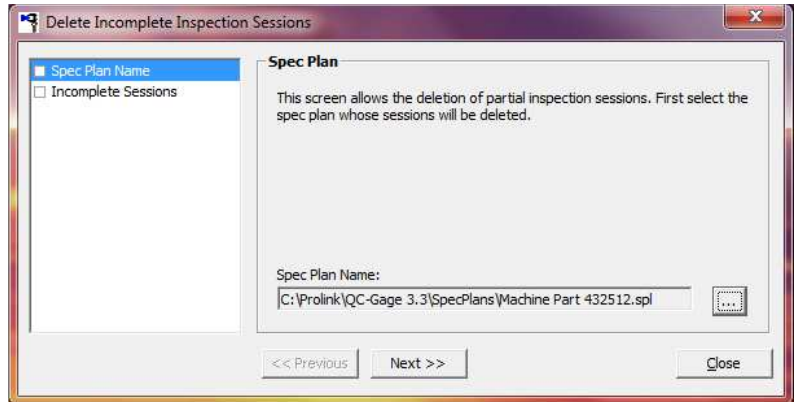 Delete Incomplete Inspection Sessions
Spec Plan Name
Incomplete Sessions
Spec Plan
This screen allows the deletion of partial inspection sessions. First select the
spec plan whose sessions will be deleted.
Spec Plan Name:
C:\Prolink\QC-Gage 3.3\SpecPlans\Machine Part 432512.spl
...
<< Previous
Next >>
Close